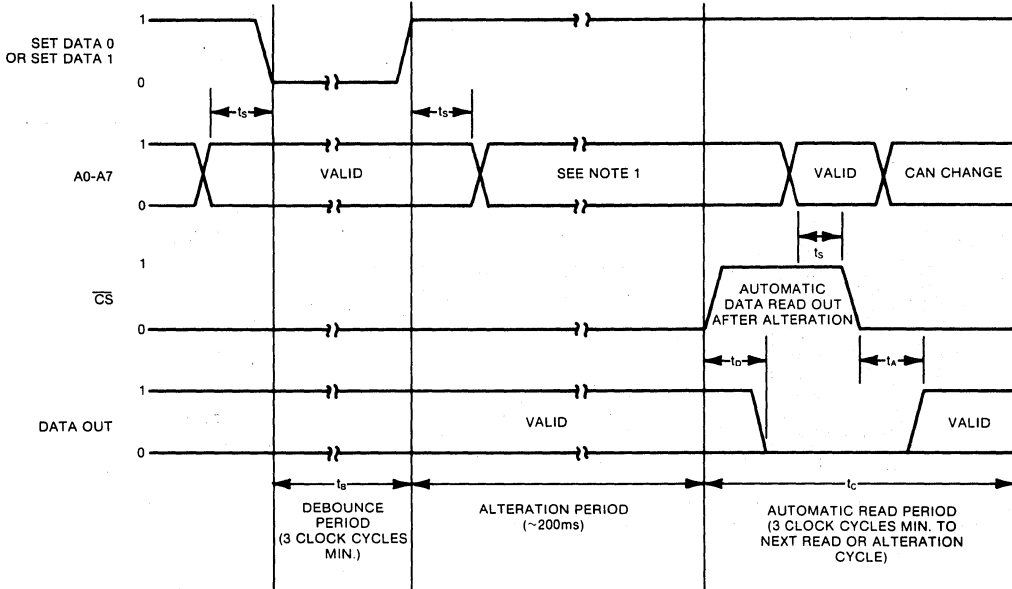 1
SET DATA 0
OR SET DATA 1
0
tS
tS
1
A0-A7
VALID
SEE NOTE 1
VALID
CAN CHANGE
0
tS
1
CS
AUTOMATIC
DATA READ OUT
AFTER ALTERATION
0
tD
tA
1
DATA OUT
VALID
VALID
0
tB
tC
DEBOUNCE
PERIOD
(3 CLOCK CYCLES
MIN.)
ALTERATION PERIOD
(~200ms)
AUTOMATIC READ PERIOD
(3 CLOCK CYCLES MIN. TO
NEXT READ OR ALTERATION
CYCLE)